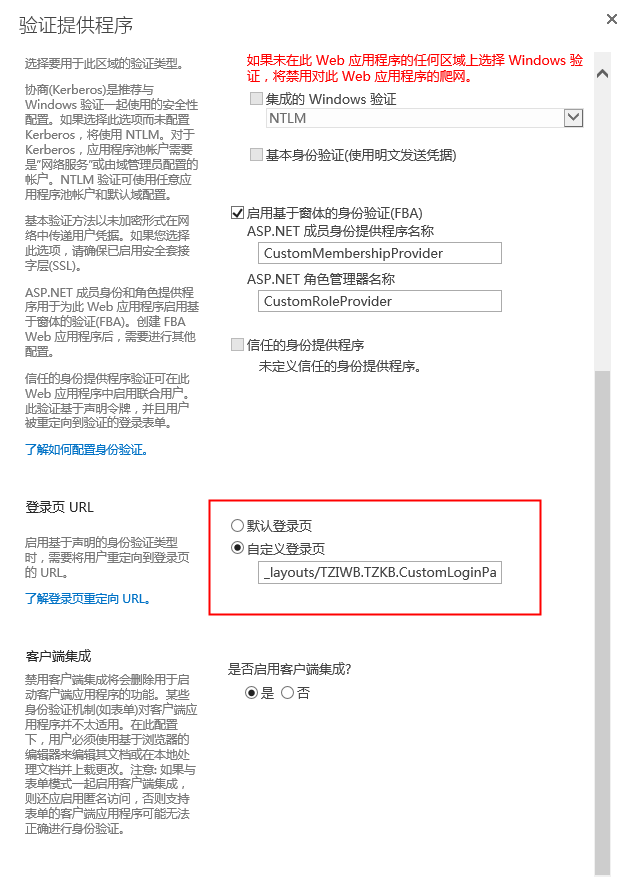 验证提供程序
选择要用于此区域的验证类型。
协商(Kerberos)是推荐与
Windows 验证一起使用的安全性
配置。如果选择此选项而未配置
Kerberos，将使用 NTLM。对于
Kerberos，应用程序池帐户需要
是"网络服务"或由域管理员配置的
帐户。NTLM 验证可使用任意应
用程序池帐户和默认域配置。
基本验证方法以未加密形式在网
络中传递用户凭据。如果您选择
此选项，请确保已启用安全套接
字层(SSL)。
ASP.NET 成员身份和角色提供程
序用于为此 Web 应用程序启用基
于窗体的验证(FBA)。创建 FBA
Web 应用程序后，需要进行其他
配置。
信任的身份提供程序验证可在此
Web 应用程序中启用联合用户。
此验证基于声明令牌，并且用户
被重定向到验证的登录表单。
了解如何配置身份验证。
如果未在此 Web 应用程序的任何区域上选择 Windows 验
证，将禁用对此 Web 应用程序的爬网。
集成的 Windows 验证
NTLM
基本身份验证(使用明文发送凭据)
启用基于窗体的身份验证(FBA)
ASP.NET 成员身份提供程序名称
CustomMembershipProvider
ASP.NET 角色管理器名称
CustomRoleProvider
信任的身份提供程序
未定义信任的身份提供程序。
登录页 URL
启用基于声明的身份验证类型
时，需要将用户重定向到登录页
的 URL。
了解登录页重定向 URL。
默认登录页
自定义登录页
_layouts/TZIWB.TZKB.CustomLoginPa
客户端集成
禁用客户端集成将会删除用于启
动客户端应用程序的功能。某些
身份验证机制(如表单)对客户端应
用程序并不太适用。在此配置
下，用户必须使用基于浏览器的
编辑器来编辑其文档或在本地处
理文档并上载更改。注意: 如果与
表单模式一起启用客户端集成，
则还应启用匿名访问，否则支持
表单的客户端应用程序可能无法
正确进行身份验证。
是否启用客户端集成?
是 否